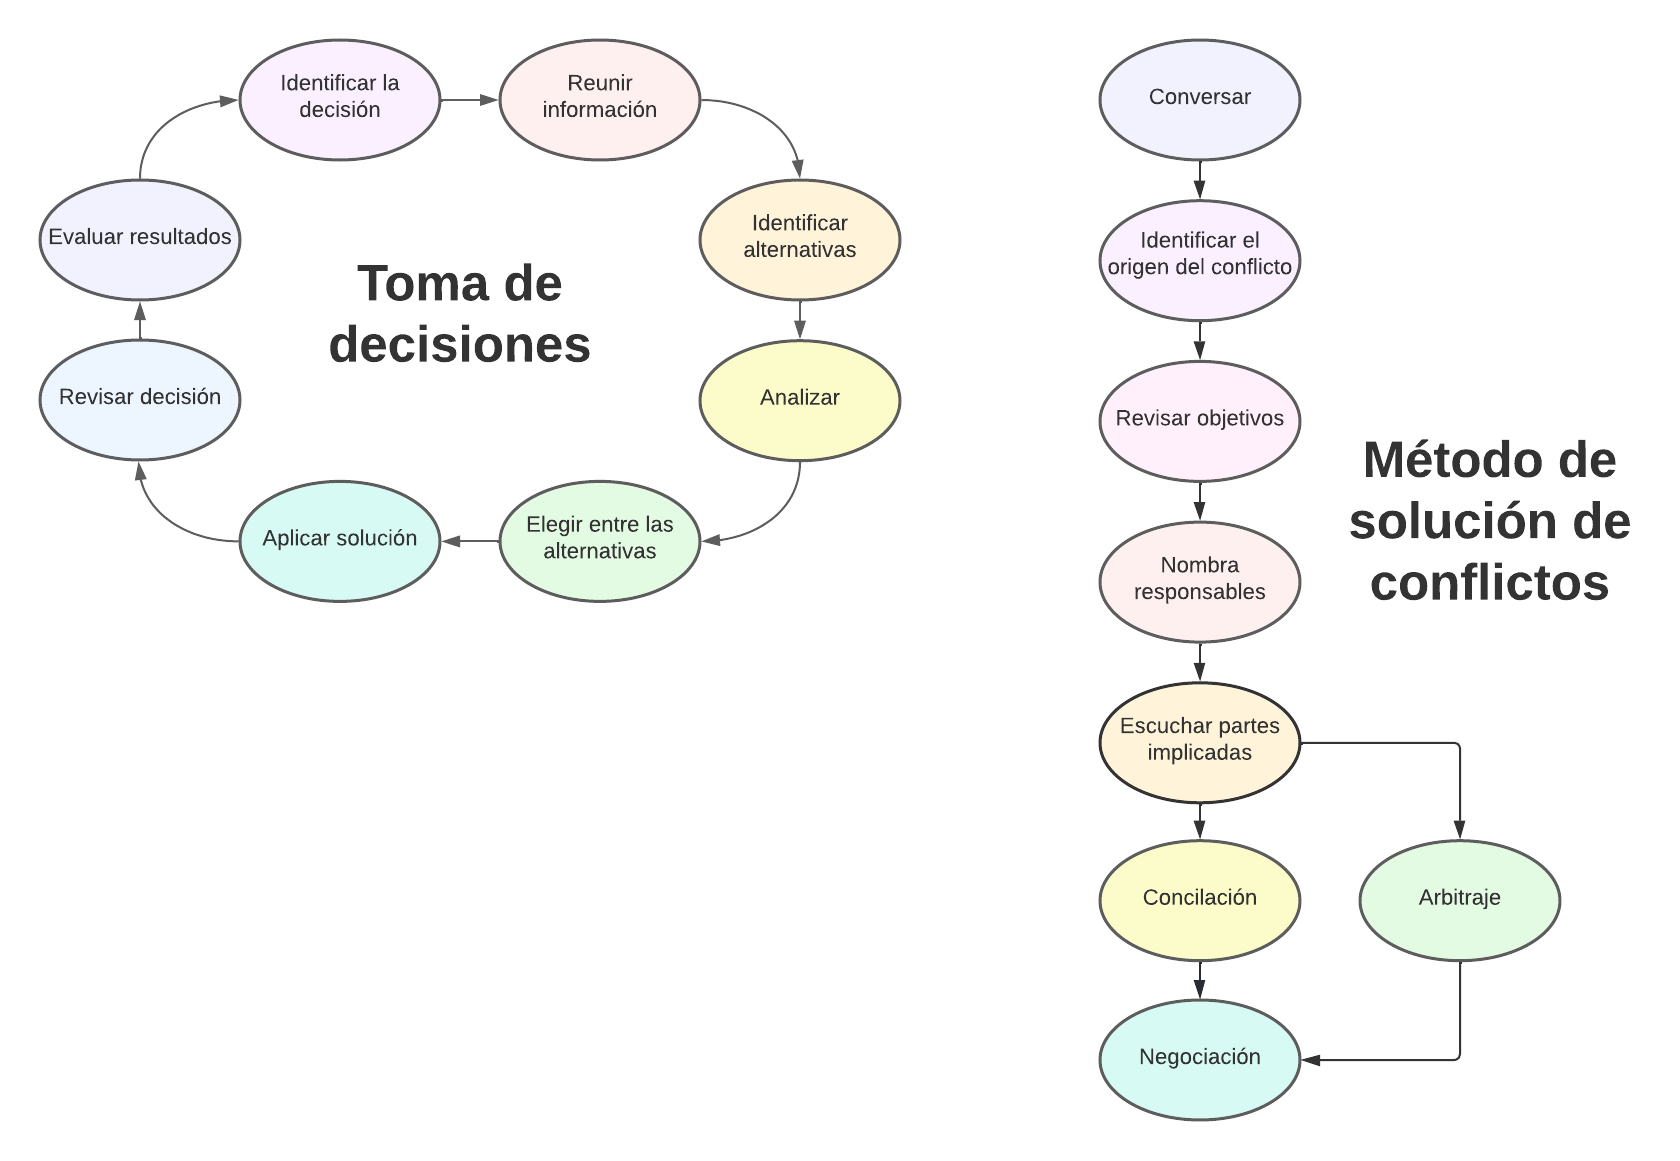 Identificar la
decisión
Reunir
información
Identificar
alternativas
Analizar
Elegir entre las
alternativas
Aplicar solución
Revisar decisión
Evaluar resultados
Toma de
decisiones
Conversar
Identificar el
origen del conflicto
Revisar objetivos
Nombra
responsables
Escuchar partes
implicadas
Concilación
Arbitraje
Negociación
Método de
solución de
conflictos